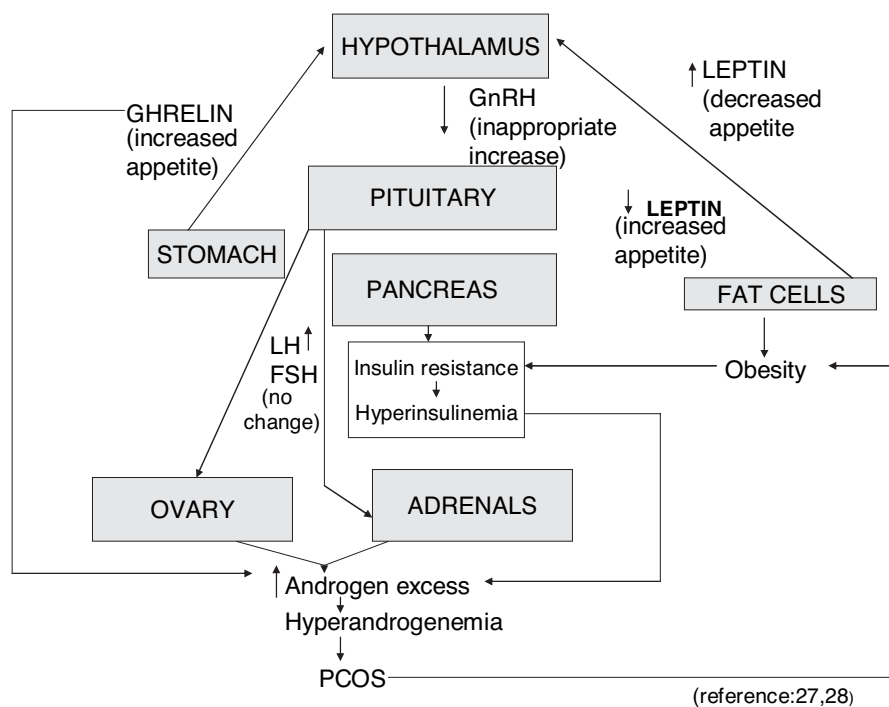 HYPOTHALAMUS
GHRELIN
(increased
appetite)
GnRH
(inappropriate
increase)
↑ LEPTIN
(decreased
appetite
PITUITARY
↓ LEPTIN
(increased
appetite)
STOMACH
PANCREAS
FAT CELLS
LH ↑
FSH
(no
change)
Insulin resistance
Hyperinsulinemia
Obesity
OVARY
ADRENALS
↑ Androgen excess
Hyperandrogenemia
PCOS
(reference:27,28)